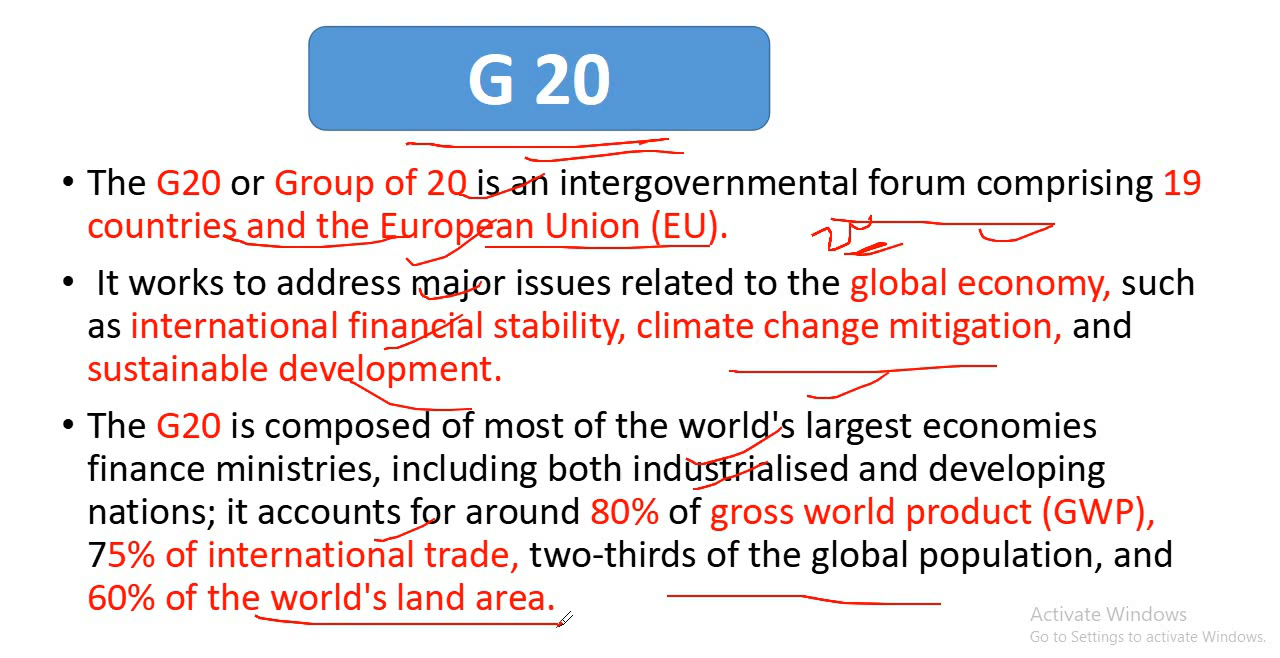 G 20
• The G20 or Group of 20 is an intergovernmental forum comprising 19
countries and the European Union (EU).
• It works to address major issues related to the global economy, such
as international financial stability, climate change mitigation, and
sustainable development.
• The G20 is composed of most of the world's largest economies
finance ministries, including both industrialised and developing
nations; it accounts for around 80% of gross world product (GWP),
75% of international trade, two-thirds of the global population, and
60% of the world's land area.
Activate Windows
Go to Settings to activate Windows.